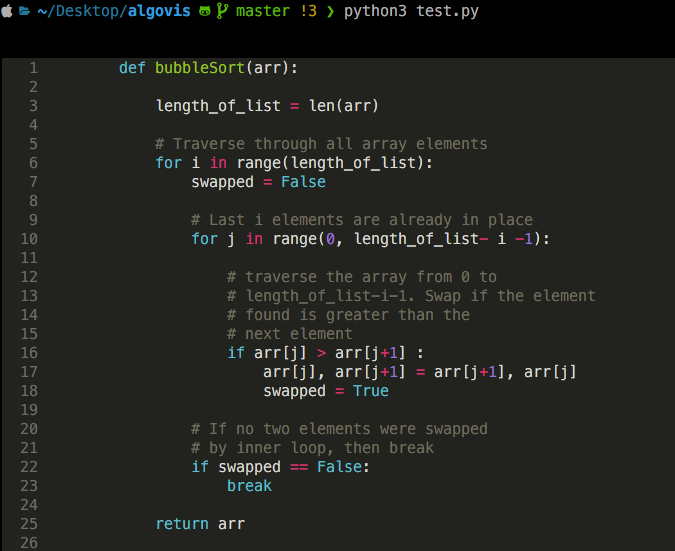 ~/Desktop/algovis master !3 ❯ python3 test.py
1 def bubbleSort(arr):
2
3 length_of_list = len(arr)
4
5 # Traverse through all array elements
6 for i in range(length_of_list):
7 swapped = False
8
9 # Last i elements are already in place
10 for j in range(0, length_of_list- i -1):
11
12 # traverse the array from 0 to
13 # length_of_list-i-1. Swap if the element
14 # found is greater than the
15 # next element
16 if arr[j] > arr[j+1] :
17 arr[j], arr[j+1] = arr[j+1], arr[j]
18 swapped = True
19
20 # If no two elements were swapped
21 # by inner loop, then break
22 if swapped == False:
23 break
24
25 return arr
26